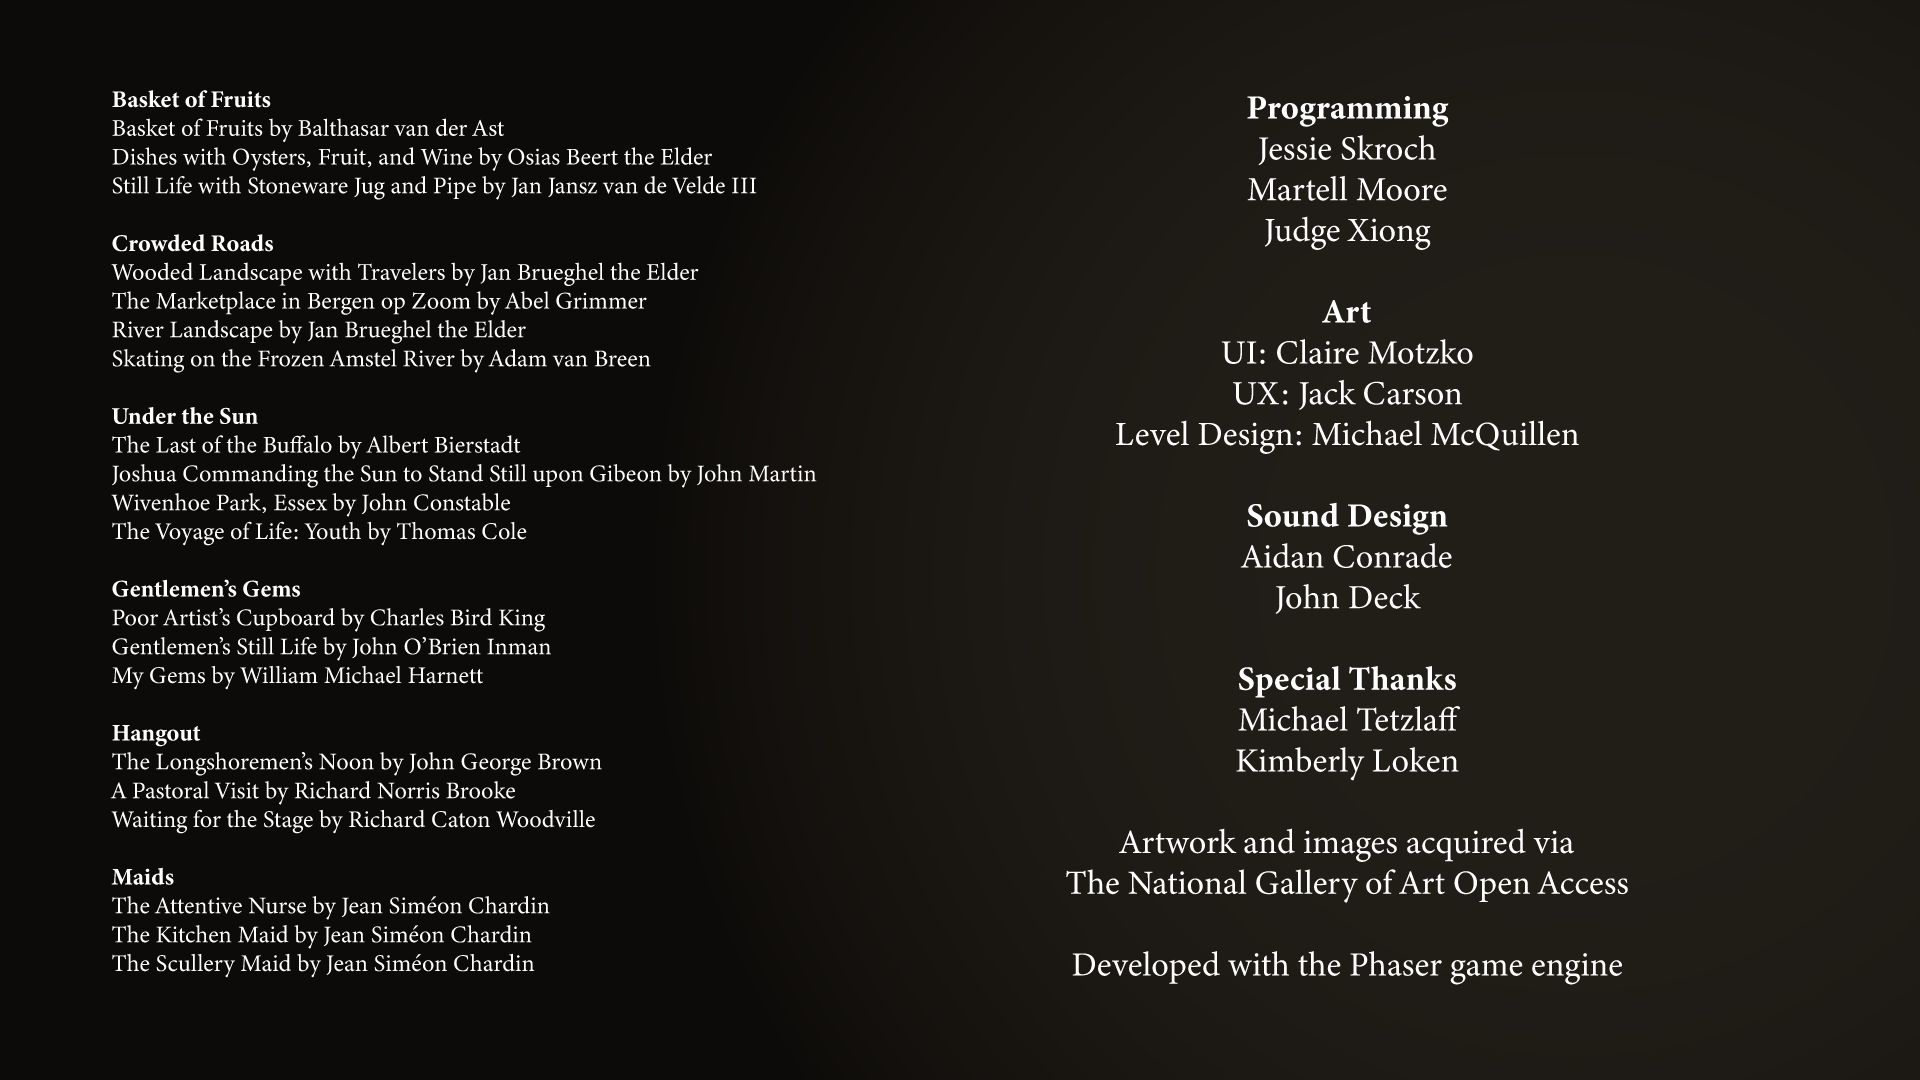 Basket of Fruits
Basket of Fruits by Balthasar van der Ast
Dishes with Oysters, Fruit, and Wine by Osias Beert the Elder
Still Life with Stoneware Jug and Pipe by Jan Jansz van de Velde III
Crowded Roads
Wooded Landscape with Travelers by Jan Brueghel the Elder
The Marketplace in Bergen op Zoom by Abel Grimmer
River Landscape by Jan Brueghel the Elder
Skating on the Frozen Amstel River by Adam van Breen
Under the Sun
The Last of the Buffalo by Albert Bierstadt
Joshua Commanding the Sun to Stand Still upon Gibeon by John Martin
Wivenhoe Park, Essex by John Constable
The Voyage of Life: Youth by Thomas Cole
Gentlemen’s Gems
Poor Artist’s Cupboard by Charles Bird King
Gentlemen’s Still Life by John O’Brien Inman
My Gems by William Michael Harnett
Hangout
The Longshoremen’s Noon by John George Brown
A Pastoral Visit by Richard Norris Brooke
Waiting for the Stage by Richard Caton Woodville
Maids
The Attentive Nurse by Jean Siméon Chardin
The Kitchen Maid by Jean Siméon Chardin
The Scullery Maid by Jean Siméon Chardin
Programming
Jessie Skroch
Martell Moore
Judge Xiong
Art
UI: Claire Motzko
UX: Jack Carson
Level Design: Michael McQuillen
Sound Design
Aidan Conrade
John Deck
Special Thanks
Michael Tetzlaff
Kimberly Loken
Artwork and images acquired via
The National Gallery of Art Open Access
Developed with the Phaser game engine